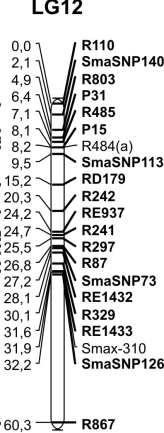 LG12
0,0 R110
2,1 SmaSNP140
4,9 R803
6,4 P31
7,1 R485
8,1 P15
8,2 R484(a)
9,5 SmaSNP113
15,2 RD179
20,3 R242
24,2 RE937
24,7 R241
25,5 R297
26,8 R87
27,2 SmaSNP73
28,1 RE1432
30,1 R329
31,6 RE1433
31,9 Smax-310
32,2 SmaSNP126
60,3 R867